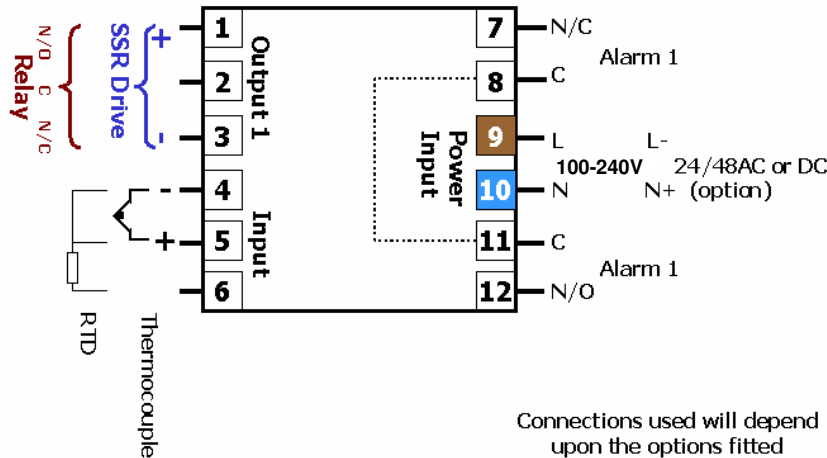 N/O C N/C
Relay
SSR Drive
+
-
1
2
3
4
5
6
Output 1
Input
-
+
RTD
Thermocouple
7
8
9
10
11
12
Power
Input
N/C
C
Alarm 1
L
L-
100-240V
24/48AC or DC
N
N+ (option)
C
Alarm 1
N/O
Connections used will depend
upon the options fitted